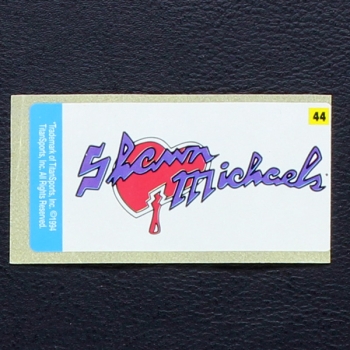 44
Shawn
Michaels
*Trademark of TitanSports, Inc. ©1994
TitanSports, Inc. All Rights Reserved.